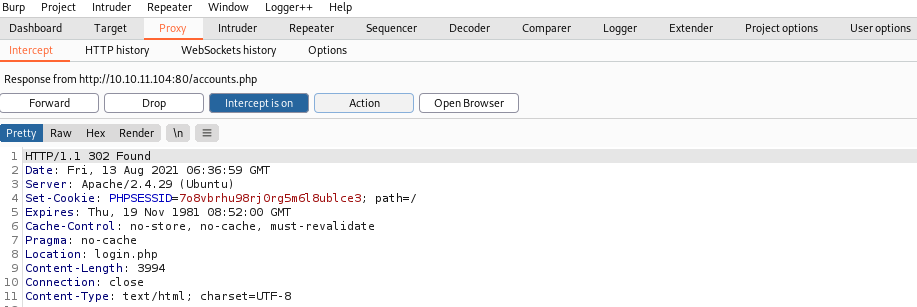 Burp Project Intruder Repeater Window Logger++ Help
Dashboard Target Proxy Intruder Repeater Sequencer Decoder Comparer Logger Extender Project options User options
Intercept HTTP history WebSockets history Options
Response from http://10.10.11.104:80/accounts.php
Forward Drop Intercept is on Action Open Browser
Pretty Raw Hex Render \n
1 HTTP/1.1 302 Found
2 Date: Fri, 13 Aug 2021 06:36:59 GMT
3 Server: Apache/2.4.29 (Ubuntu)
4 Set-Cookie: PHPSESSID=7o8vbrhu98rj0rg5m6l8ublce3; path=/
5 Expires: Thu, 19 Nov 1981 08:52:00 GMT
6 Cache-Control: no-store, no-cache, must-revalidate
7 Pragma: no-cache
8 Location: login.php
9 Content-Length: 3994
10 Connection: close
11 Content-Type: text/html; charset=UTF-8